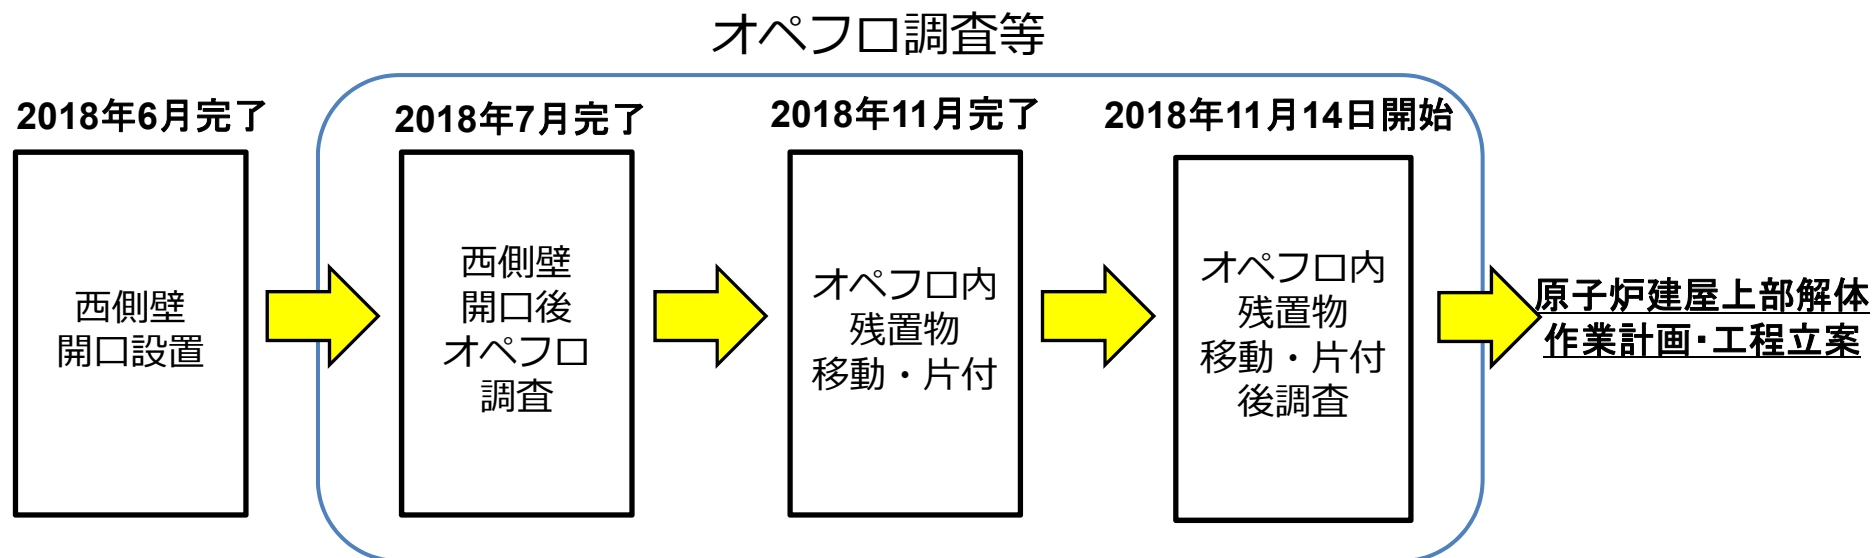 オペフロ調査等
2018年6月完了
西側壁
開口設置
2018年7月完了
西側壁
開口後
オペフロ
調査
2018年11月完了
オペフロ内
残置物
移動・片付
2018年11月14日開始
オペフロ内
残置物
移動・片付
後調査
原子炉建屋上部解体
作業計画・工程立案